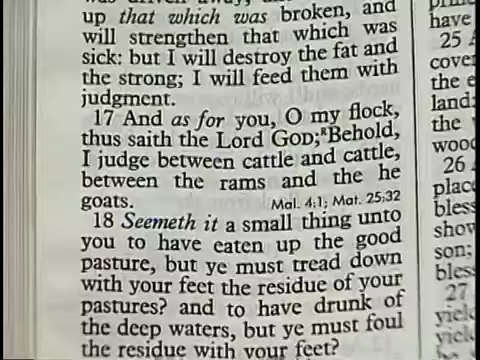 up that which was broken, and
will strengthen that which was
sick: but I will destroy the fat and
the strong; I will feed them with
judgment.
17 And as for you, O my flock,
thus saith the Lord GOD; Behold,
I judge between cattle and cattle,
between the rams and the he
goats. Mal. 4:1; Mat. 25:32
18 Seemeth it a small thing unto
you to have eaten up the good
pasture, but ye must tread down
with your feet the residue of your
pastures? and to have drunk of
the deep waters, but ye must foul
the residue with your feet?
have
25
the e
land:
the
26
place
bless
show
son;
bless
27
yield